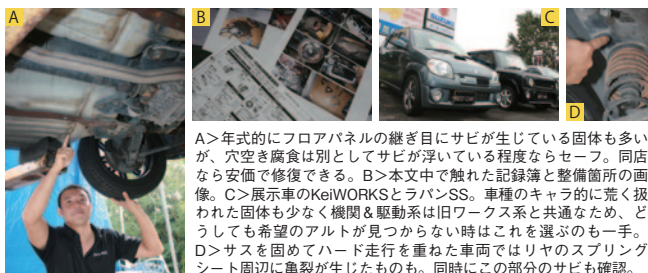 A
B
C
D
SUZUKI
A＞年式的にフロアパネルの継ぎ目にサビが生じている固体も多い
が、穴空き腐食は別としてサビが浮いている程度ならセーフ。同店
なら安価で修復できる。B＞本文中で触れた記録簿と整備箇所の画
像。C＞展示車のKeiWORKSとラパンSS。車種のキャラ的に荒く扱
われた固体も少なく機関＆駆動系は旧ワークス系と共通なため、ど
うしても希望のアルトが見つからない時はこれを選ぶのも一手。
D＞サスを固めてハード走行を重ねた車両ではリヤのスプリング
シート周辺に亀裂が生じたものも。同時にこの部分のサビも確認。